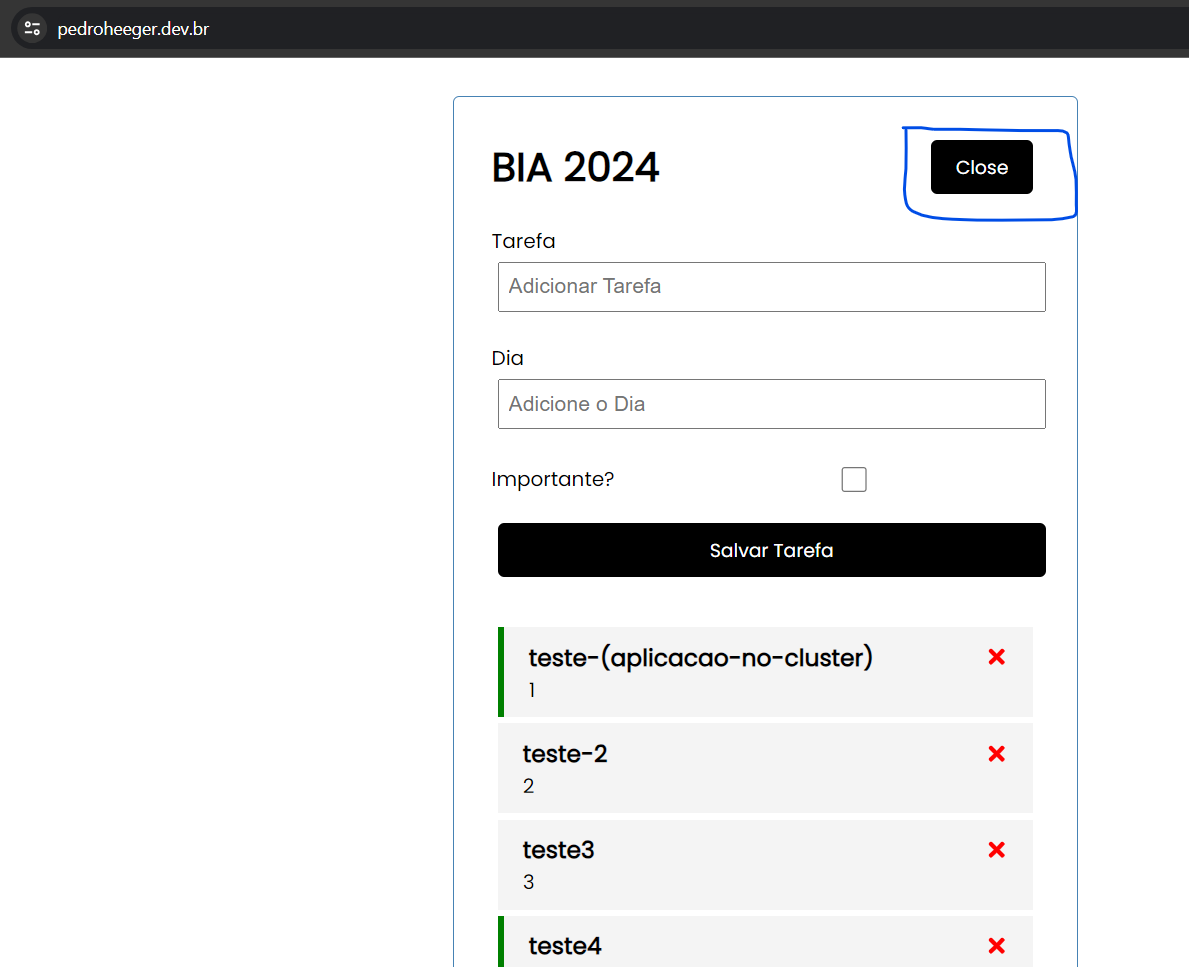 pedroheeger.dev.br
BIA 2024
Close
Tarefa
Adicionar Tarefa
Dia
Adicione o Dia
Importante?
Salvar Tarefa
teste-(aplicacao-no-cluster)
1
teste-2
2
teste3
3
teste4